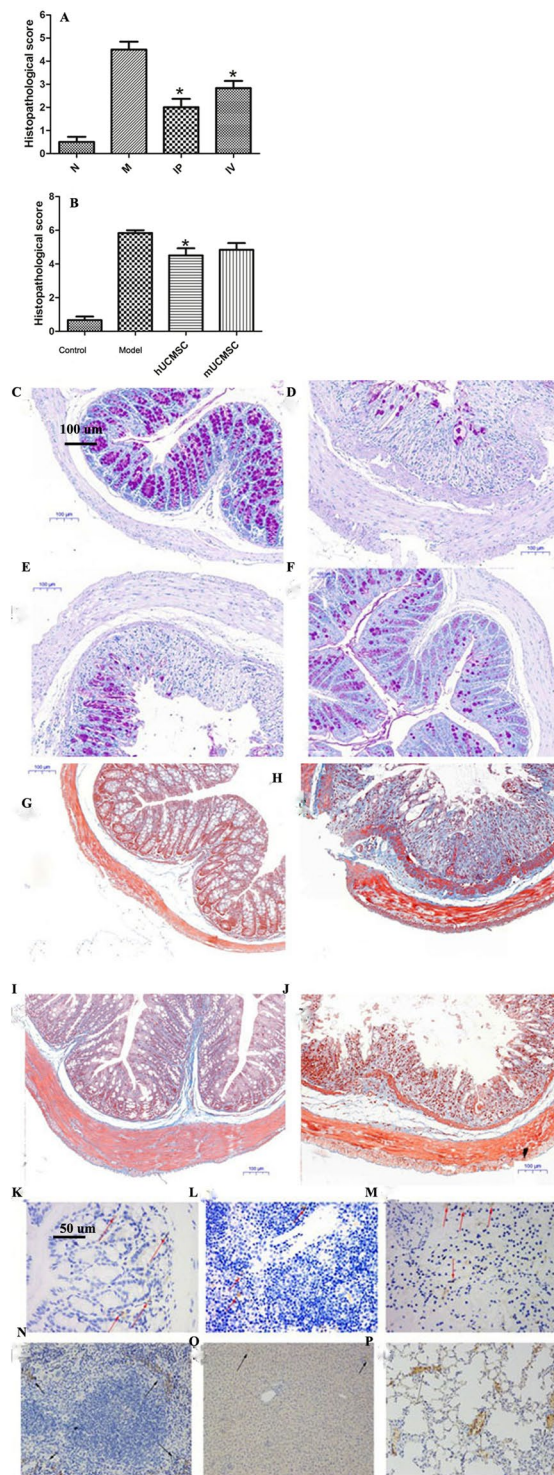 A
Histopathological score
6
5
4
3
2
1
0
*
*
N
M
IP
IV
B
Histopathological score
8
6
4
2
0
*
Control
Model
hUCMSC
mUCMSC
C
D
100 um
100 μm
100 μm
E
F
100 μm
100 μm
G
H
100 μm
I
J
100 μm
100 μm
K
L
M
50 um
N
O
P